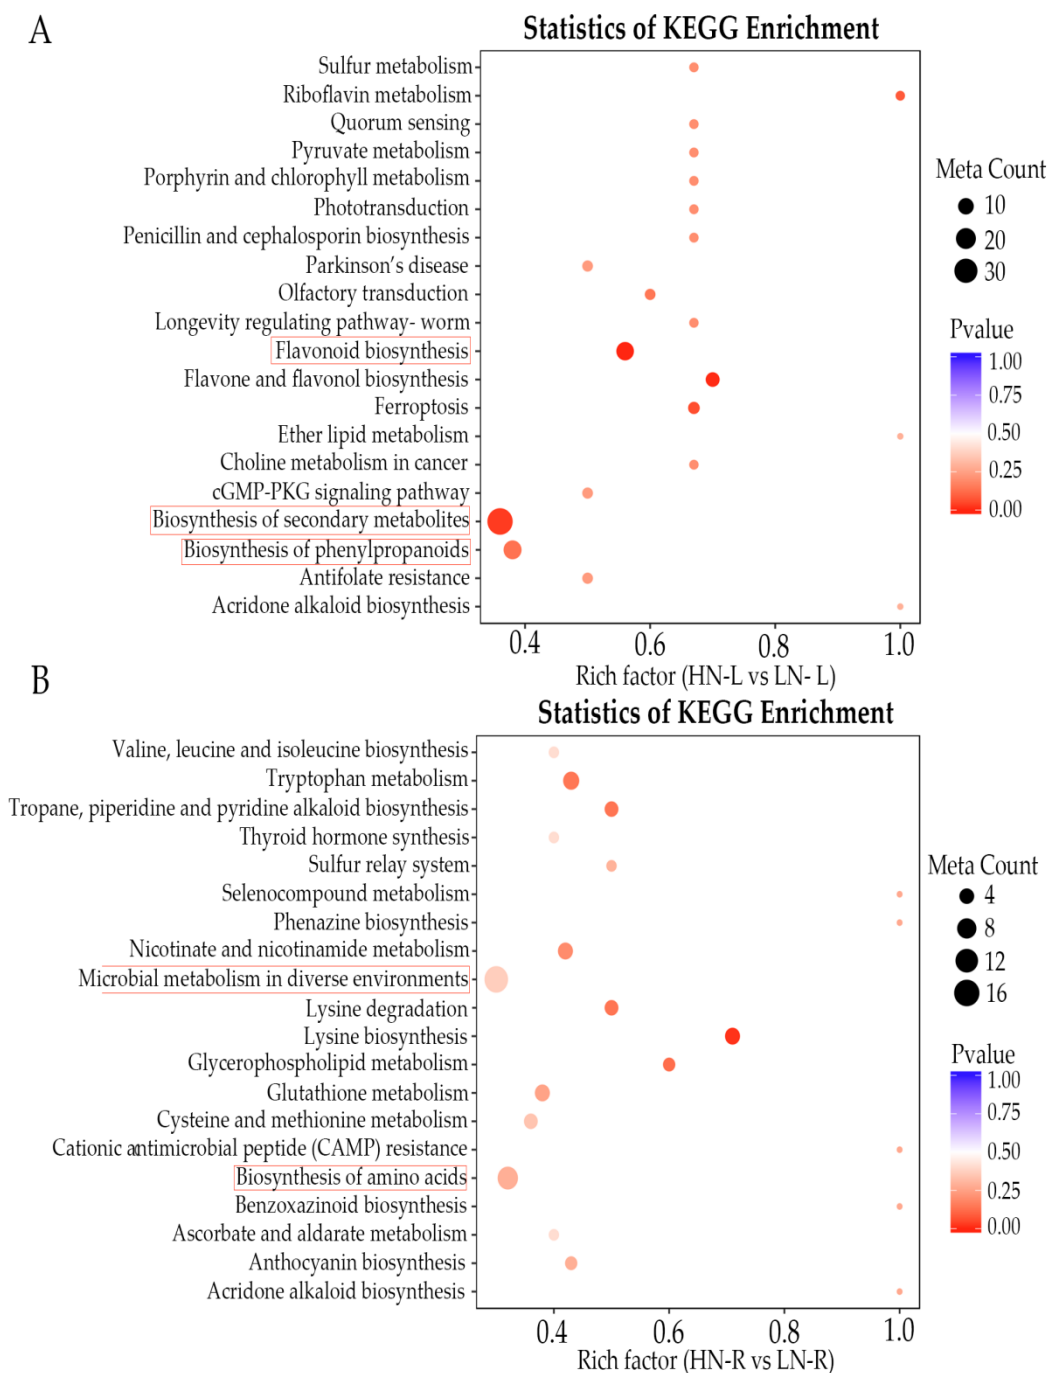 A
Statistics of KEGG Enrichment
Sulfur metabolism
Riboflavin metabolism
Quorum sensing
Pyruvate metabolism
Porphyrin and chlorophyll metabolism
Phototransduction
Penicillin and cephalosporin biosynthesis
Parkinson's disease
Olfactory transduction
Longevity regulating pathway- worm
Flavonoid biosynthesis
Flavone and flavonol biosynthesis
Ferroptosis
Ether lipid metabolism
Choline metabolism in cancer
cGMP-PKG signaling pathway
Biosynthesis of secondary metabolites
Biosynthesis of phenylpropanoids
Antifolate resistance
Acridone alkaloid biosynthesis
0.4 0.6 0.8 1.0
Rich factor (HN-L vs LN- L)
Meta Count
10
20
30
Pvalue
1.00
0.75
0.50
0.25
0.00
B
Statistics of KEGG Enrichment
Valine, leucine and isoleucine biosynthesis
Tryptophan metabolism
Tropane, piperidine and pyridine alkaloid biosynthesis
Thyroid hormone synthesis
Sulfur relay system
Selenocompound metabolism
Phenazine biosynthesis
Nicotinate and nicotinamide metabolism
Microbial metabolism in diverse environments
Lysine degradation
Lysine biosynthesis
Glycerophospholipid metabolism
Glutathione metabolism
Cysteine and methionine metabolism
Cationic antimicrobial peptide (CAMP) resistance
Biosynthesis of amino acids
Benzoxazinoid biosynthesis
Ascorbate and aldarate metabolism
Anthocyanin biosynthesis
Acridone alkaloid biosynthesis
0.4 0.6 0.8 1.0
Rich factor (HN-R vs LN-R)
Meta Count
4
8
12
16
Pvalue
1.00
0.75
0.50
0.25
0.00